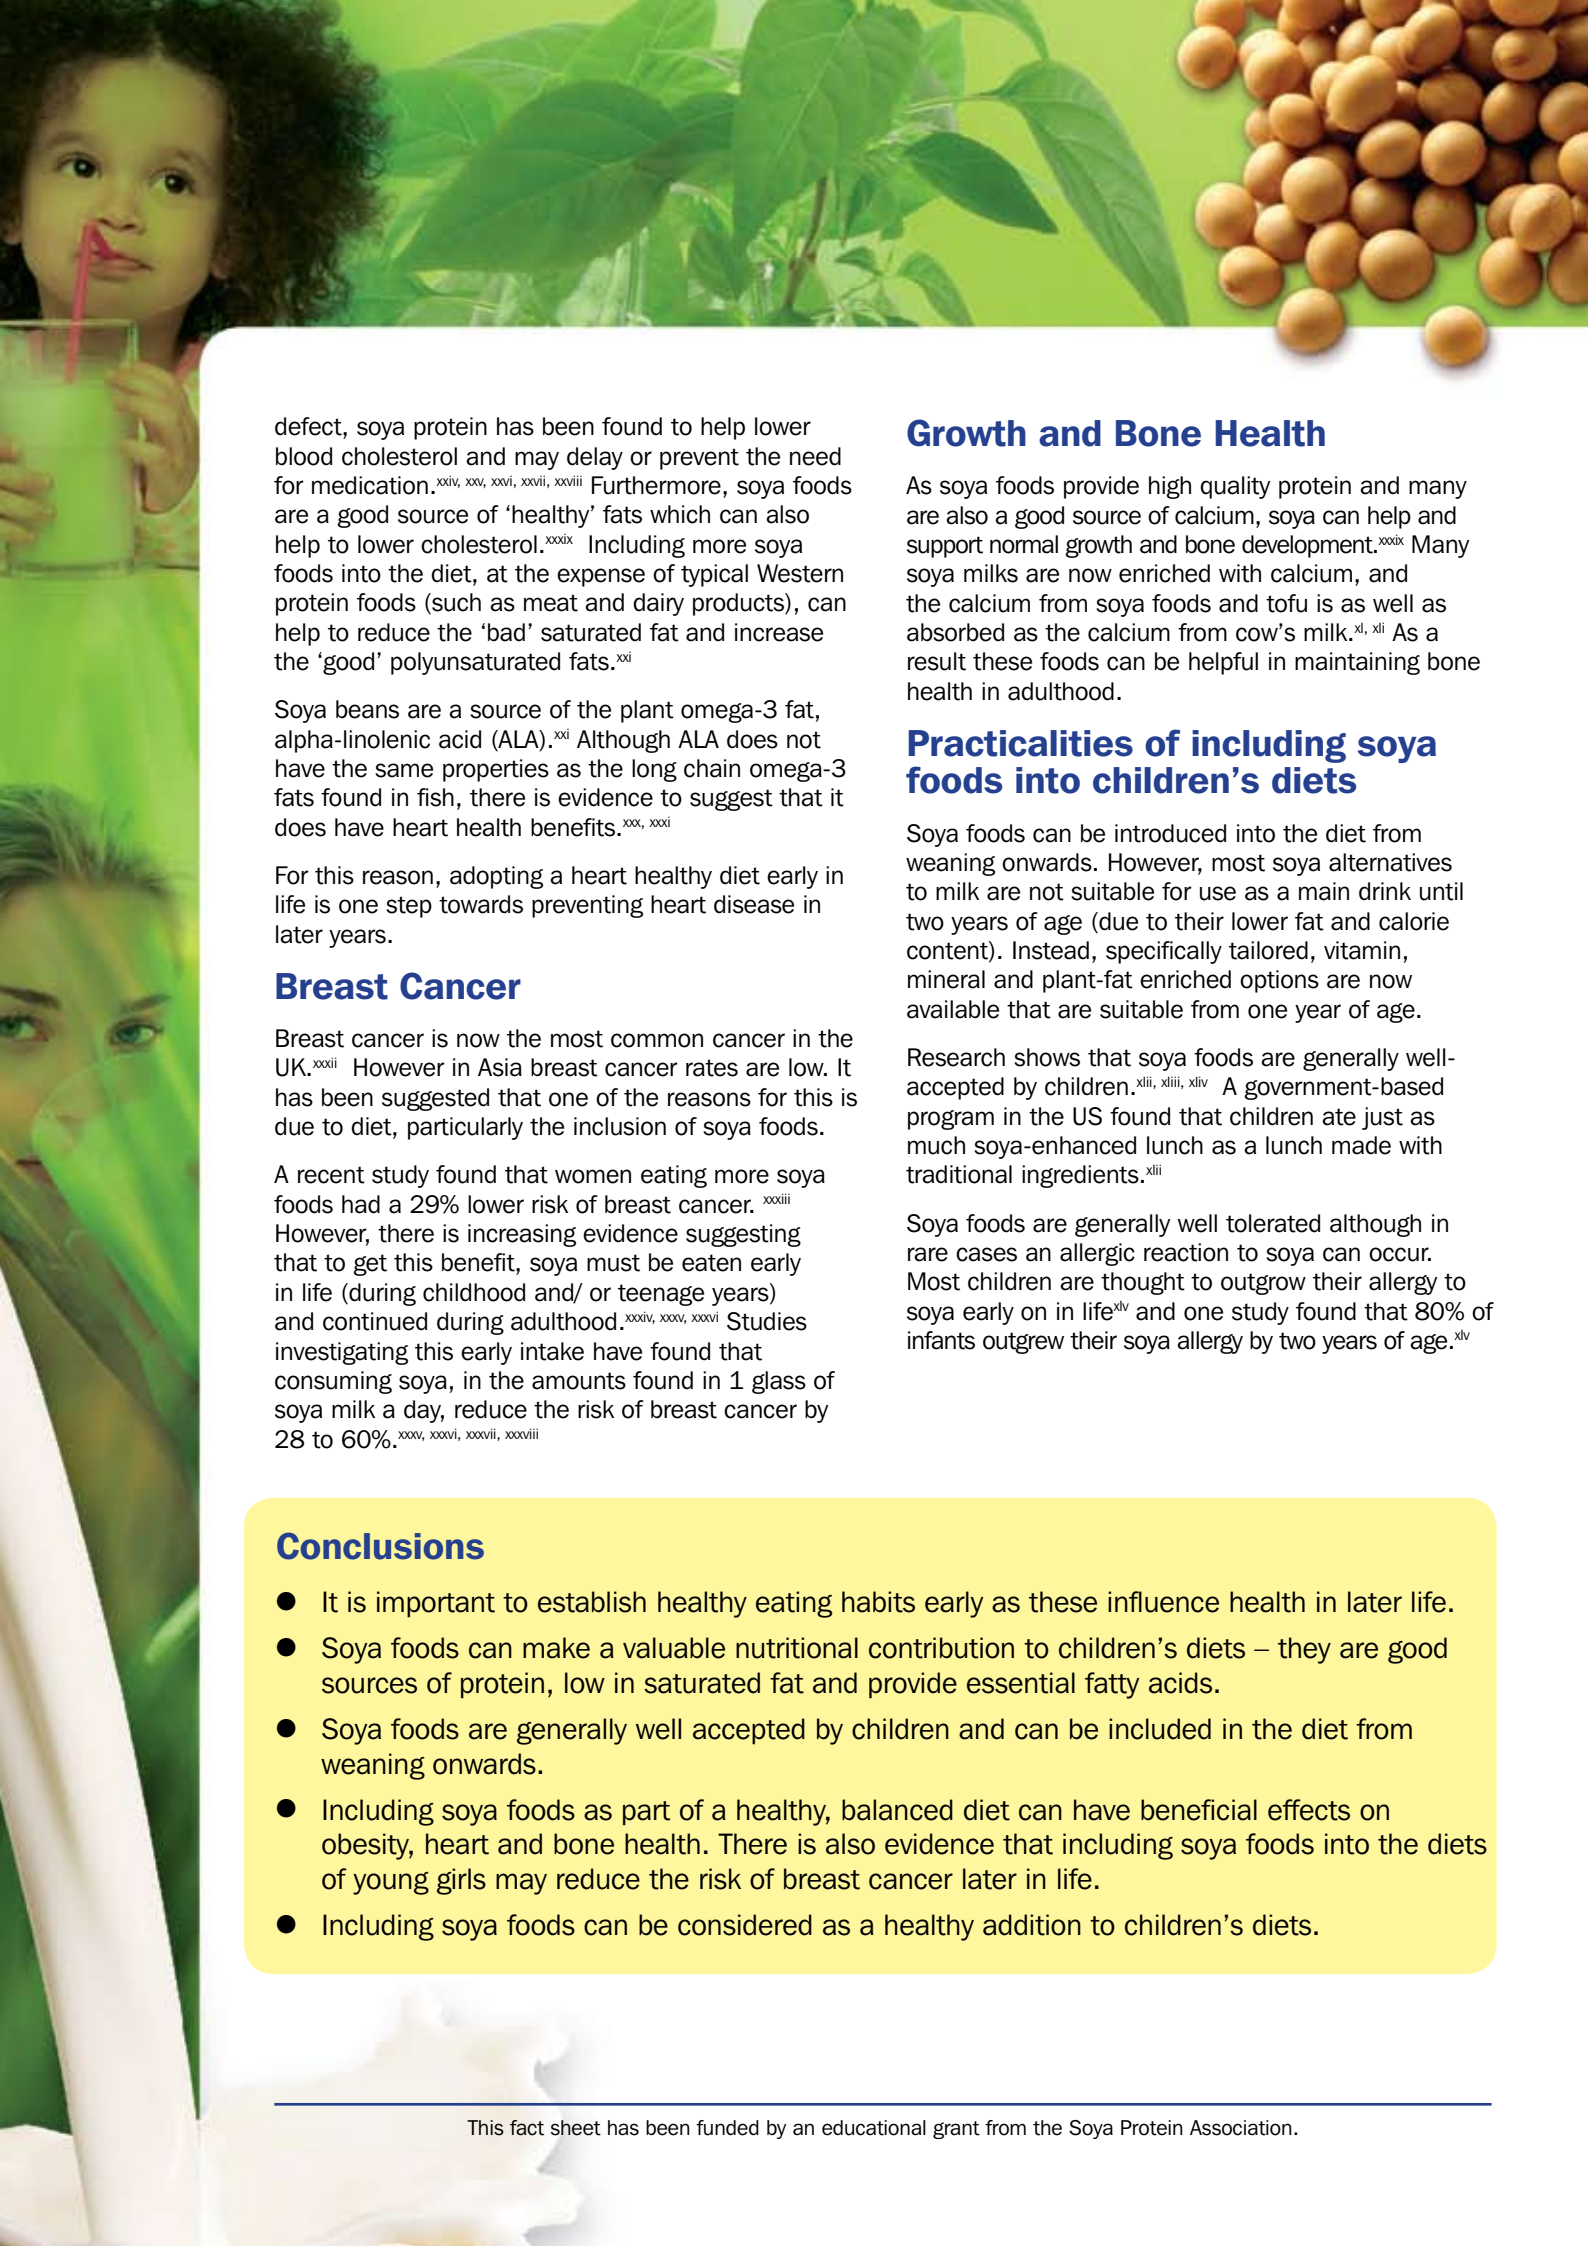 defect, soya protein has been found to help lower
blood cholesterol and may delay or prevent the need
for medication.xxiv, xxv, xxvi, xxvii, xxviii Furthermore, soya foods
are a good source of ‘healthy’ fats which can also
help to lower cholesterol.xxxix Including more soya
foods into the diet, at the expense of typical Western
protein foods (such as meat and dairy products), can
help to reduce the ‘bad’ saturated fat and increase
the ‘good’ polyunsaturated fats.xxi
Soya beans are a source of the plant omega-3 fat,
alpha-linolenic acid (ALA).xxi Although ALA does not
have the same properties as the long chain omega-3
fats found in fish, there is evidence to suggest that it
does have heart health benefits.xxx, xxxi
For this reason, adopting a heart healthy diet early in
life is one step towards preventing heart disease in
later years.
Breast Cancer
Breast cancer is now the most common cancer in the
UK.xxxii However in Asia breast cancer rates are low. It
has been suggested that one of the reasons for this is
due to diet, particularly the inclusion of soya foods.
A recent study found that women eating more soya
foods had a 29% lower risk of breast cancer. xxxiii
However, there is increasing evidence suggesting
that to get this benefit, soya must be eaten early
in life (during childhood and/ or teenage years)
and continued during adulthood.xxxiv, xxxv, xxxvi Studies
investigating this early intake have found that
consuming soya, in the amounts found in 1 glass of
soya milk a day, reduce the risk of breast cancer by
28 to 60%.xxxv, xxxvi, xxxvii, xxxviii
Growth and Bone Health
As soya foods provide high quality protein and many
are also a good source of calcium, soya can help and
support normal growth and bone development.xxxix Many
soya milks are now enriched with calcium, and
the calcium from soya foods and tofu is as well as
absorbed as the calcium from cow’s milk.xl, xli As a
result these foods can be helpful in maintaining bone
health in adulthood.
Practicalities of including soya
foods into children’s diets
Soya foods can be introduced into the diet from
weaning onwards. However, most soya alternatives
to milk are not suitable for use as a main drink until
two years of age (due to their lower fat and calorie
content). Instead, specifically tailored, vitamin,
mineral and plant-fat enriched options are now
available that are suitable from one year of age.
Research shows that soya foods are generally well-
accepted by children.xlii, xliii, xliv A government-based
program in the US found that children ate just as
much soya-enhanced lunch as a lunch made with
traditional ingredients.xlii
Soya foods are generally well tolerated although in
rare cases an allergic reaction to soya can occur.
Most children are thought to outgrow their allergy to
soya early on in lifexlv and one study found that 80% of
infants outgrew their soya allergy by two years of age.xlv
Conclusions
● It is important to establish healthy eating habits early as these influence health in later life.
● Soya foods can make a valuable nutritional contribution to children’s diets – they are good
sources of protein, low in saturated fat and provide essential fatty acids.
● Soya foods are generally well accepted by children and can be included in the diet from
weaning onwards.
● Including soya foods as part of a healthy, balanced diet can have beneficial effects on
obesity, heart and bone health. There is also evidence that including soya foods into the diets
of young girls may reduce the risk of breast cancer later in life.
● Including soya foods can be considered as a healthy addition to children’s diets.
This fact sheet has been funded by an educational grant from the Soya Protein Association.